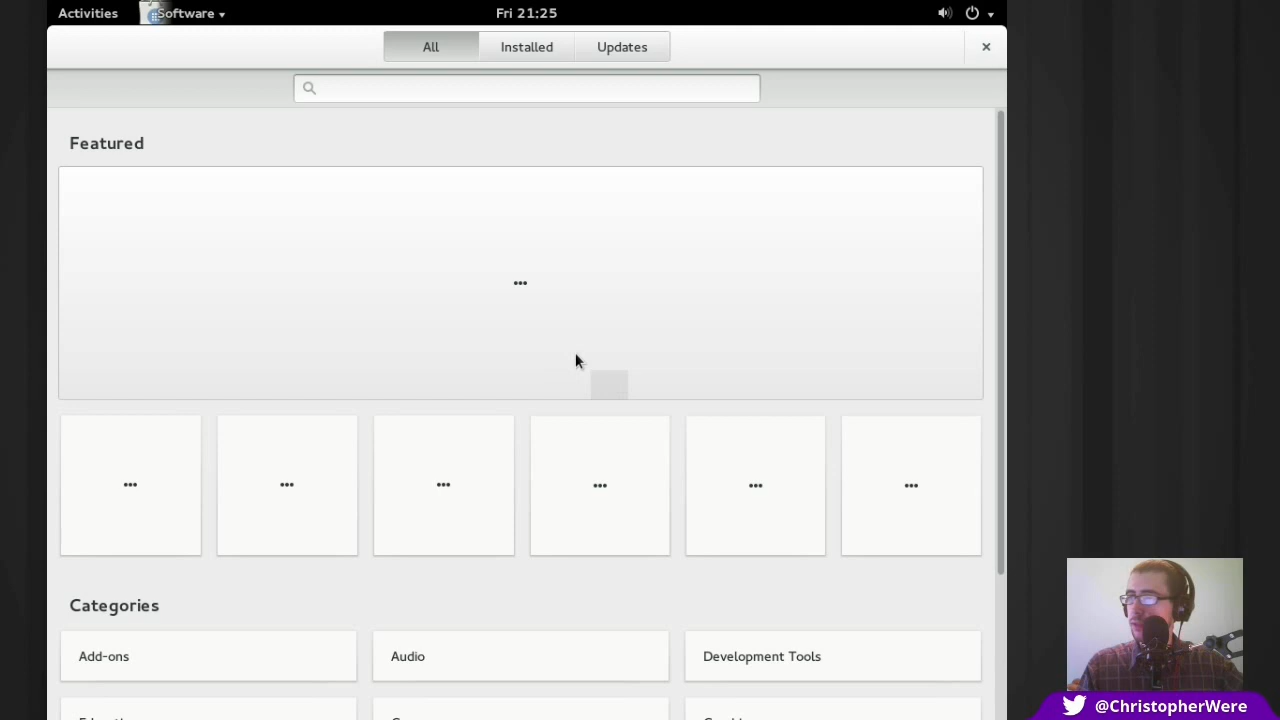 Activities Software Fri 21:25
All Installed Updates
Featured
...
... ... ... ... ... ...
Categories
Add-ons Audio Development Tools
@ChristopherWere